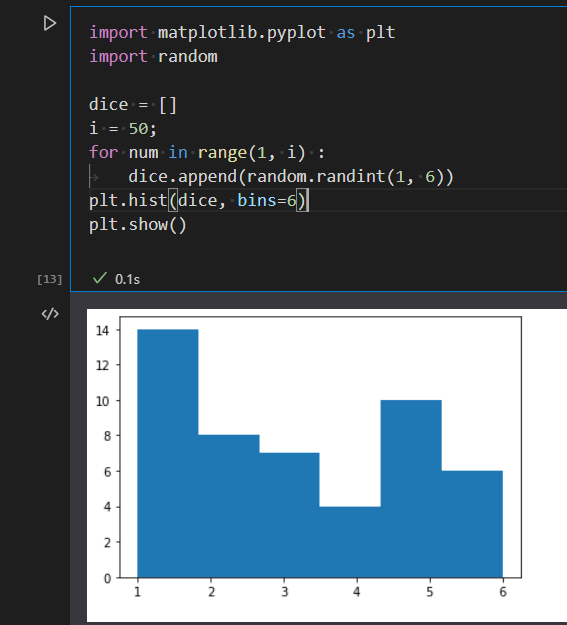 import matplotlib.pyplot as plt
import random
dice = []
i = 50;
for num in range(1, i) :
dice.append(random.randint(1, 6))
plt.hist(dice, bins=6)
plt.show()
[13]
0.1s
</>
14
12
10
8
6
4
2
0
1 2 3 4 5 6